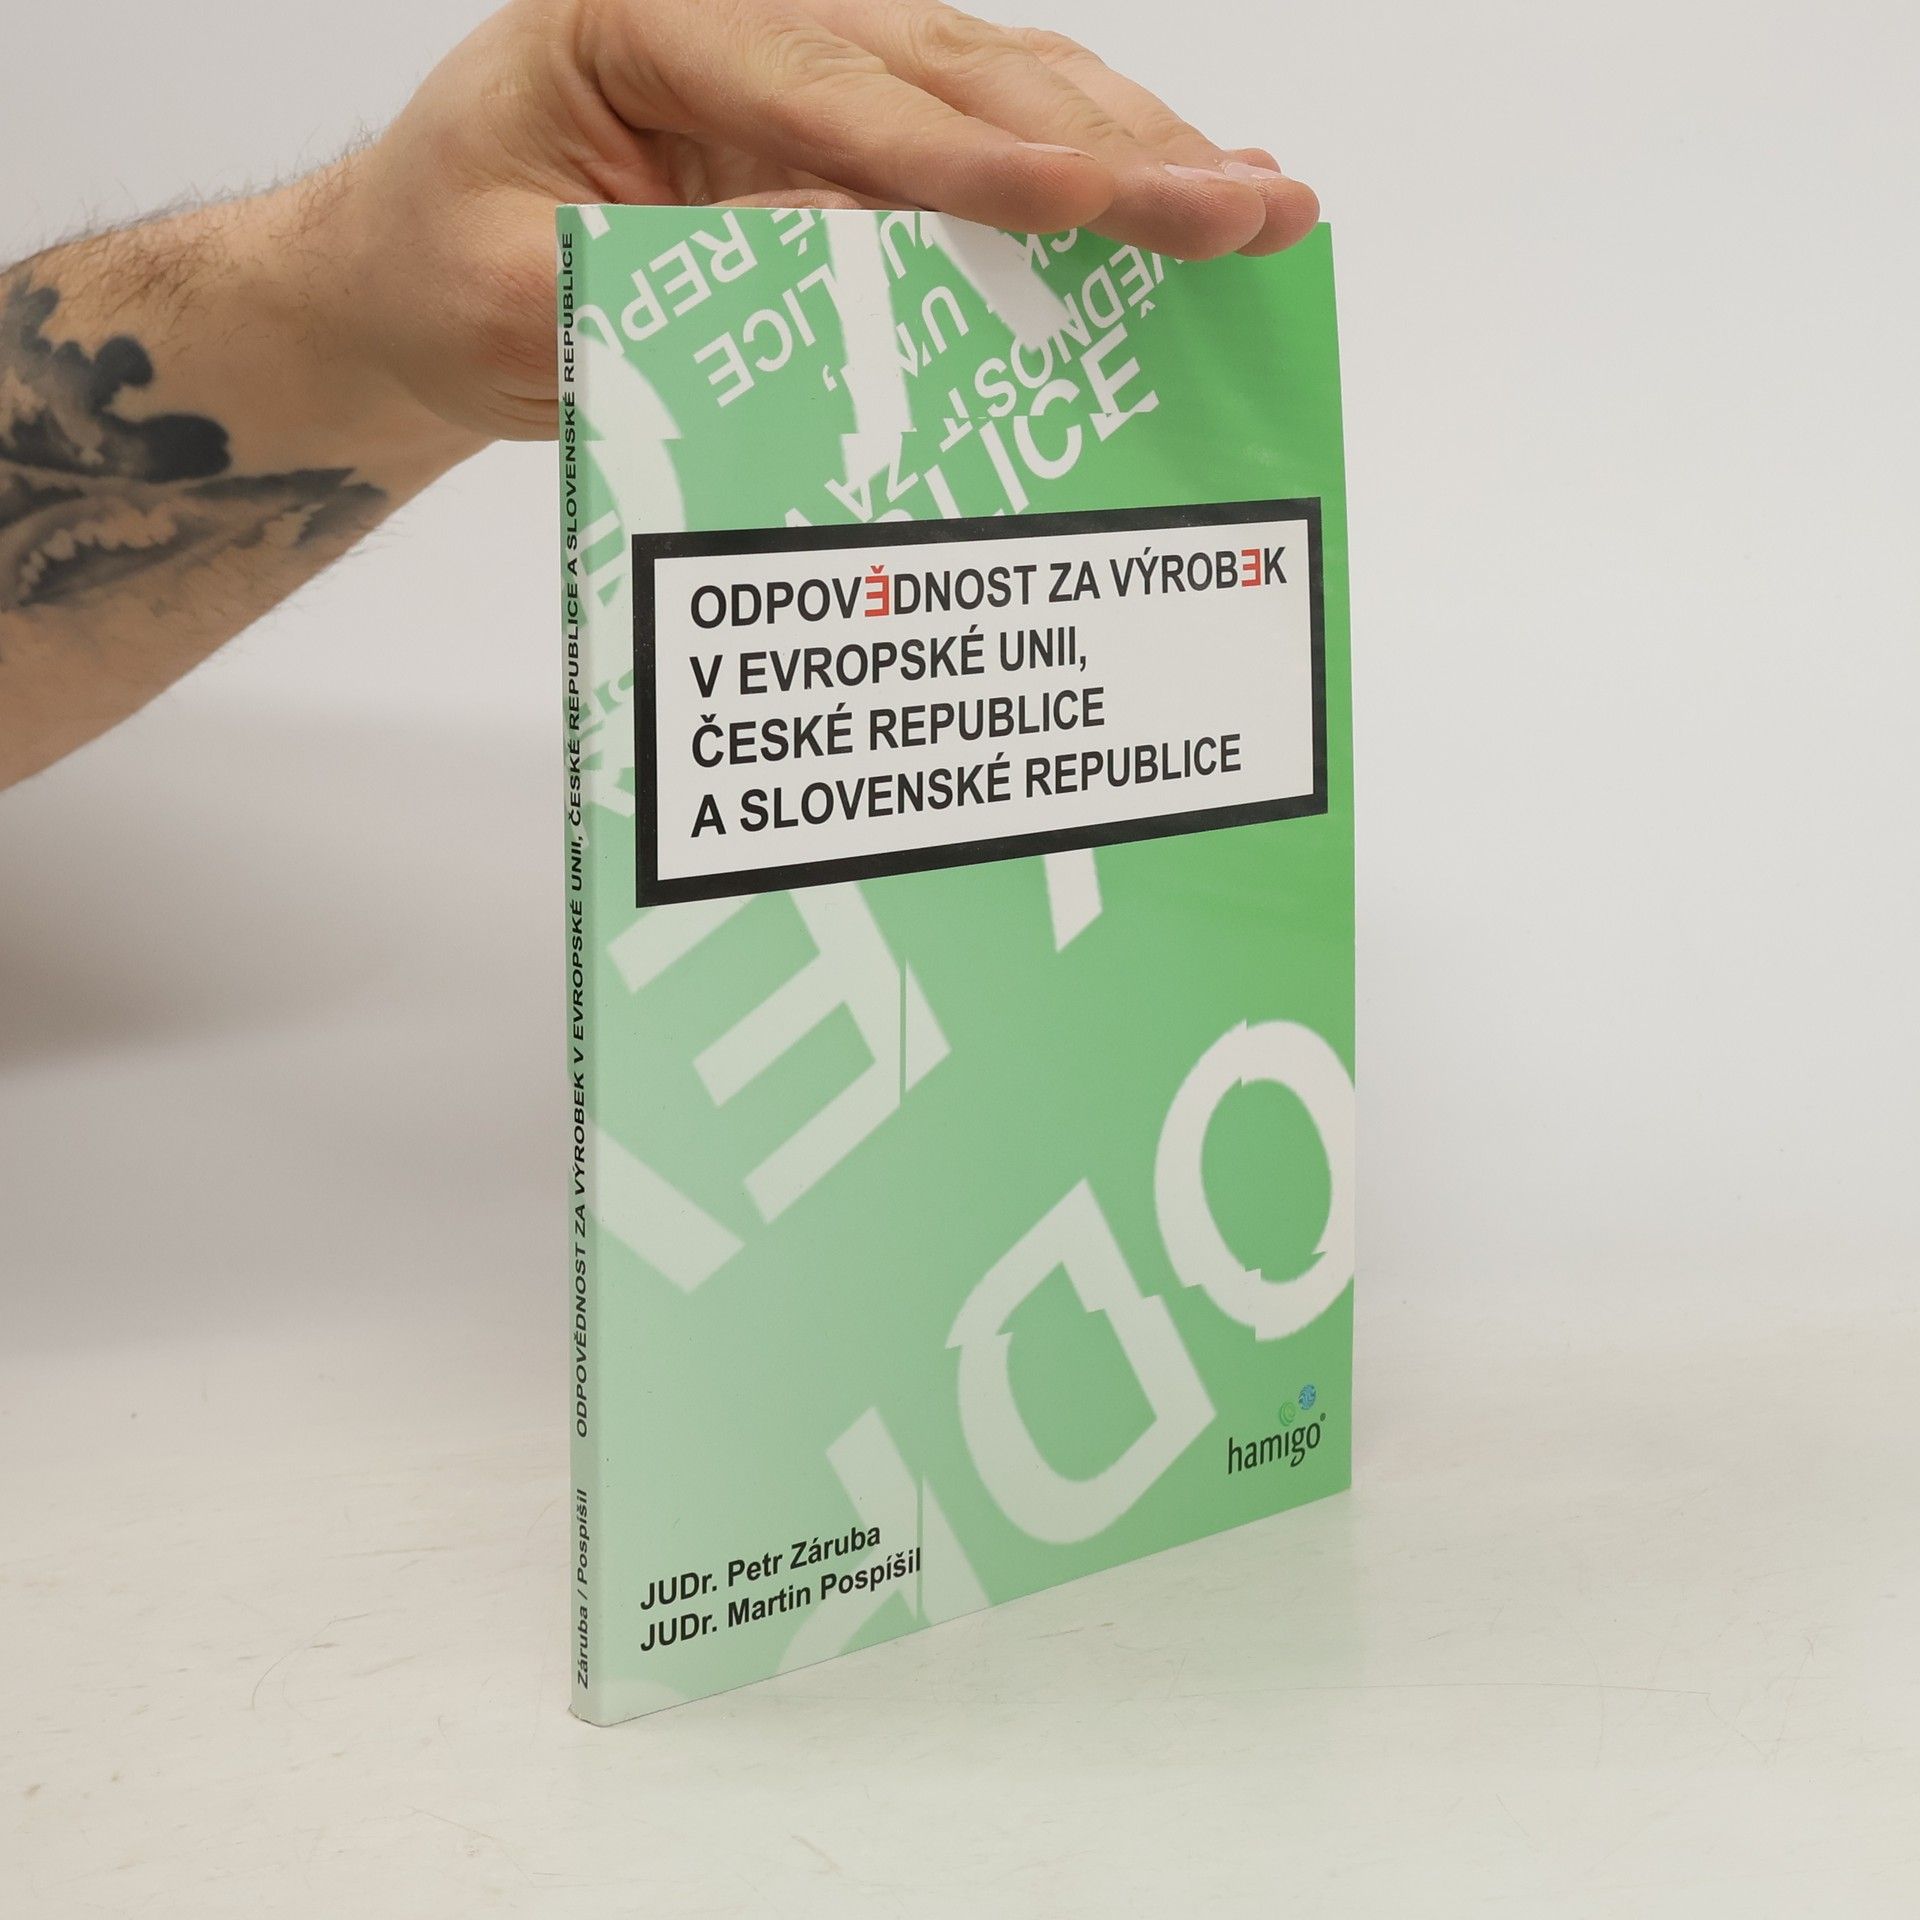 ODPOVĚDNOST ZA VÝROBEK
V EVROPSKÉ UNII,
ČESKÉ REPUBLICE
A SLOVENSKÉ REPUBLICE
hamigo®
JUDr. Petr Záruba
JUDr. Martin Pospíšil
Záruba / Pospíšil ODPOVĚDNOST ZA VÝROBEK V EVROPSKÉ UNII, ČESKÉ REPUBLICE A SLOVENSKÉ REPUBLICE